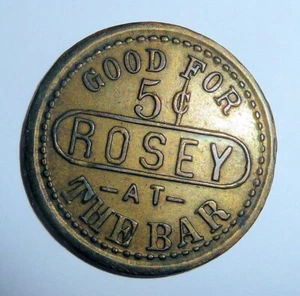 GOOD FOR
5¢
ROSEY
-AT-
THE BAR